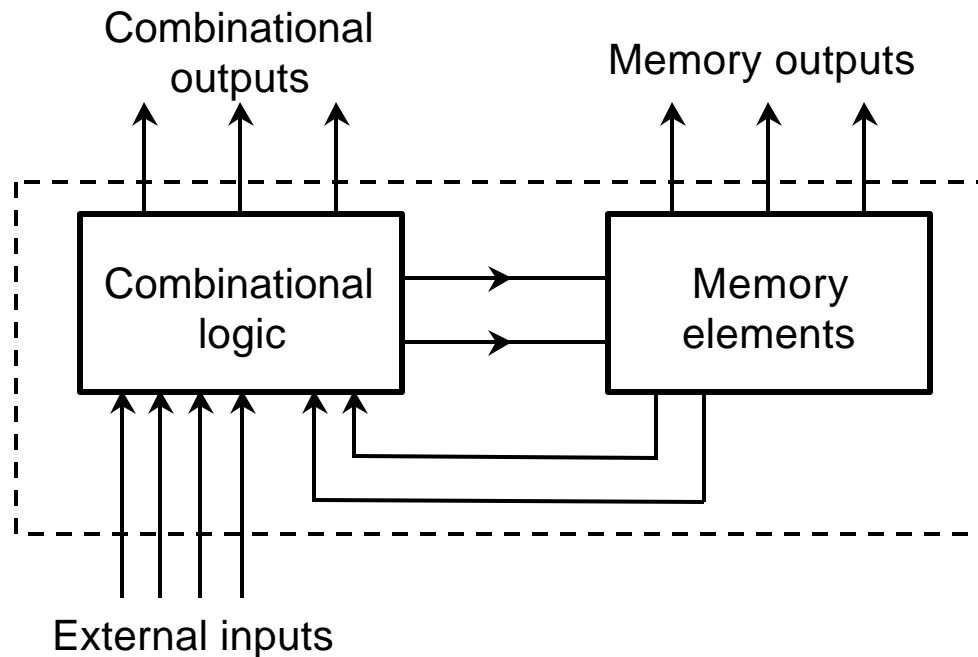 Combinational
outputs
Memory outputs
Combinational
logic
Memory
elements
External inputs